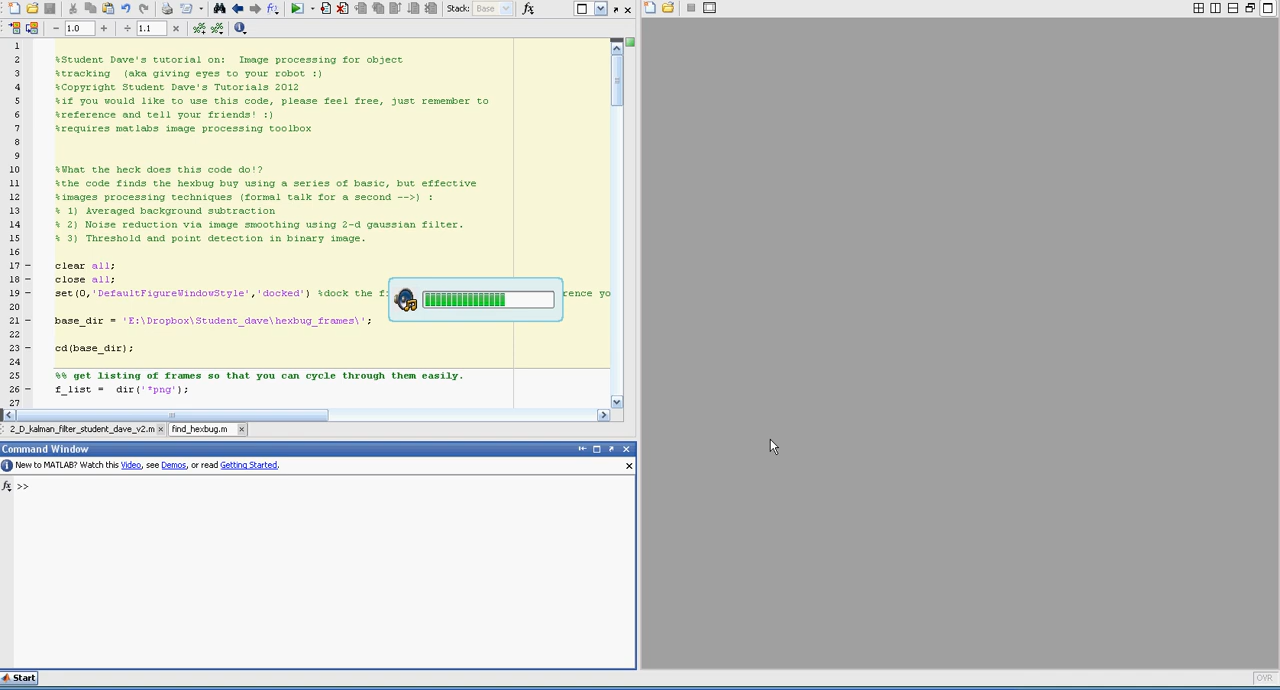 Stack: Base
1.0
1.1
1
2 %Student Dave's tutorial on:  Image processing for object
3 %tracking  (aka giving eyes to your robot :)
4 %Copyright Student Dave's Tutorials 2012
5 %if you would like to use this code, please feel free, just remember to
6 %reference and tell your friends! :)
7 %requires matlabs image processing toolbox
8
9
10 %What the heck does this code do!?
11 %the code finds the hexbug buy using a series of basic, but effective
12 %images processing techniques (formal talk for a second -->) :
13 % 1) Averaged background subtraction
14 % 2) Noise reduction via image smoothing using 2-d gaussian filter.
15 % 3) Threshold and point detection in binary image.
16
17 clear all;
18 close all;
19 set(0,'DefaultFigureWindowStyle','docked') %dock the
20
21 base_dir = 'E:\Dropbox\Student_dave\hexbug_frames\';
22
23 cd(base_dir);
24
25 %% get listing of frames so that you can cycle through them easily.
26 f_list =  dir('*png');
27
2_D_kalman_filter_student_dave_v2.m find_hexbug.m
Command Window
New to MATLAB? Watch this Video, see Demos, or read Getting Started.
fx >>
Start
OVR